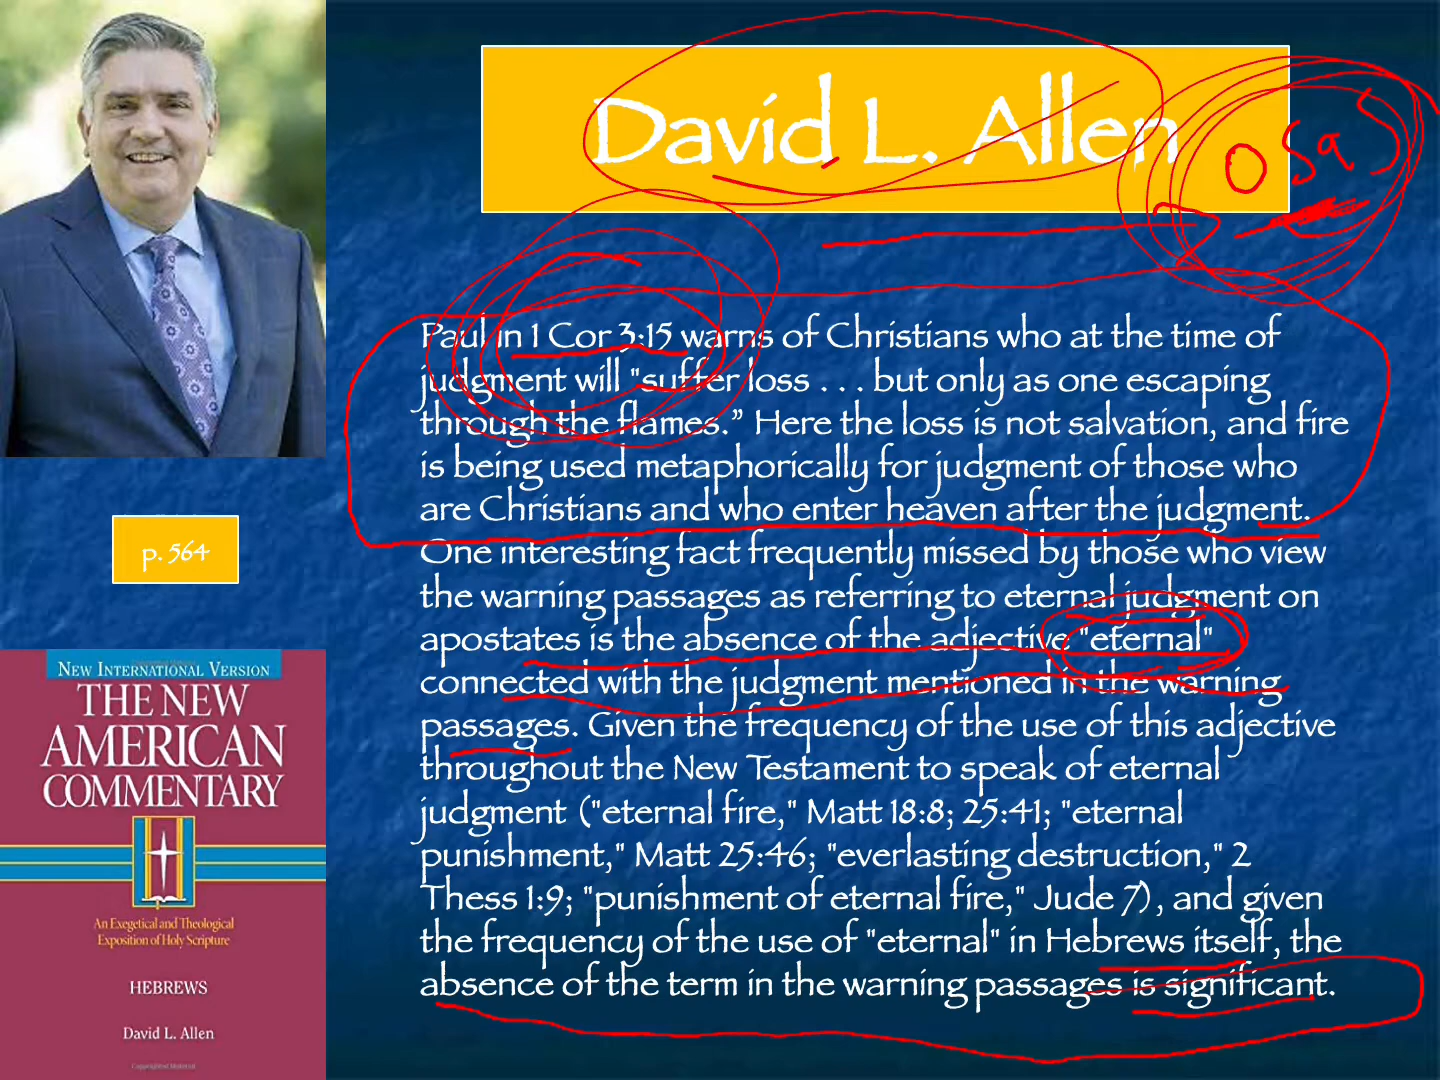 David L. Allen
OSaS
Paul in 1 Cor 3:15 warns of Christians who at the time of
judgment will "suffer loss . . . but only as one escaping
through the flames.” Here the loss is not salvation, and fire
is being used metaphorically for judgment of those who
are Christians and who enter heaven after the judgment.
One interesting fact frequently missed by those who view
the warning passages as referring to eternal judgment on
apostates is the absence of the adjective "eternal"
connected with the judgment mentioned in the warning
passages. Given the frequency of the use of this adjective
throughout the New Testament to speak of eternal
judgment ("eternal fire," Matt 18:8; 25:41; "eternal
punishment," Matt 25:46; "everlasting destruction," 2
Thess 1:9; "punishment of eternal fire," Jude 7), and given
the frequency of the use of "eternal" in Hebrews itself, the
absence of the term in the warning passages is significant.
p. 564
NEW INTERNATIONAL VERSION
THE NEW
AMERICAN
COMMENTARY
An Exegetical and Theological
Exposition of Holy Scripture
HEBREWS
David L. Allen
Copyrighted Material